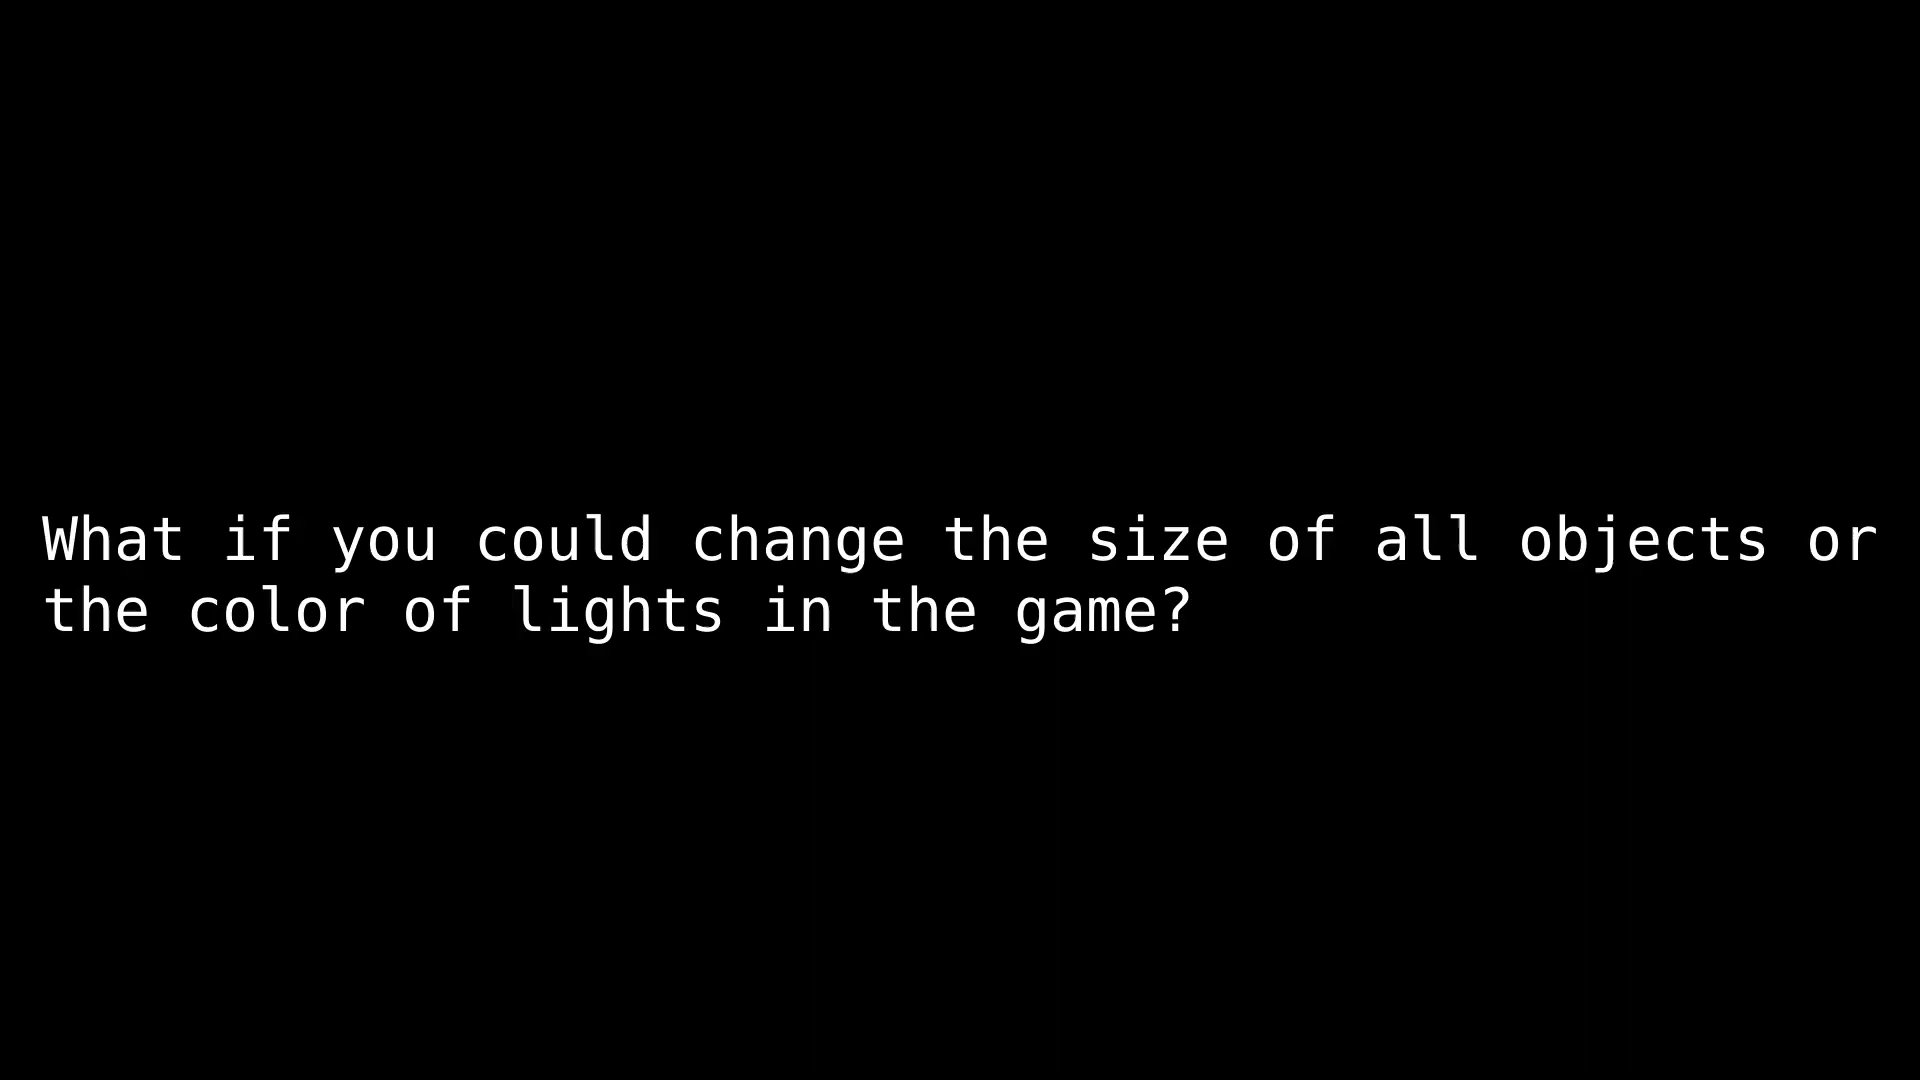 What if you could change the size of all objects or
the color of lights in the game?